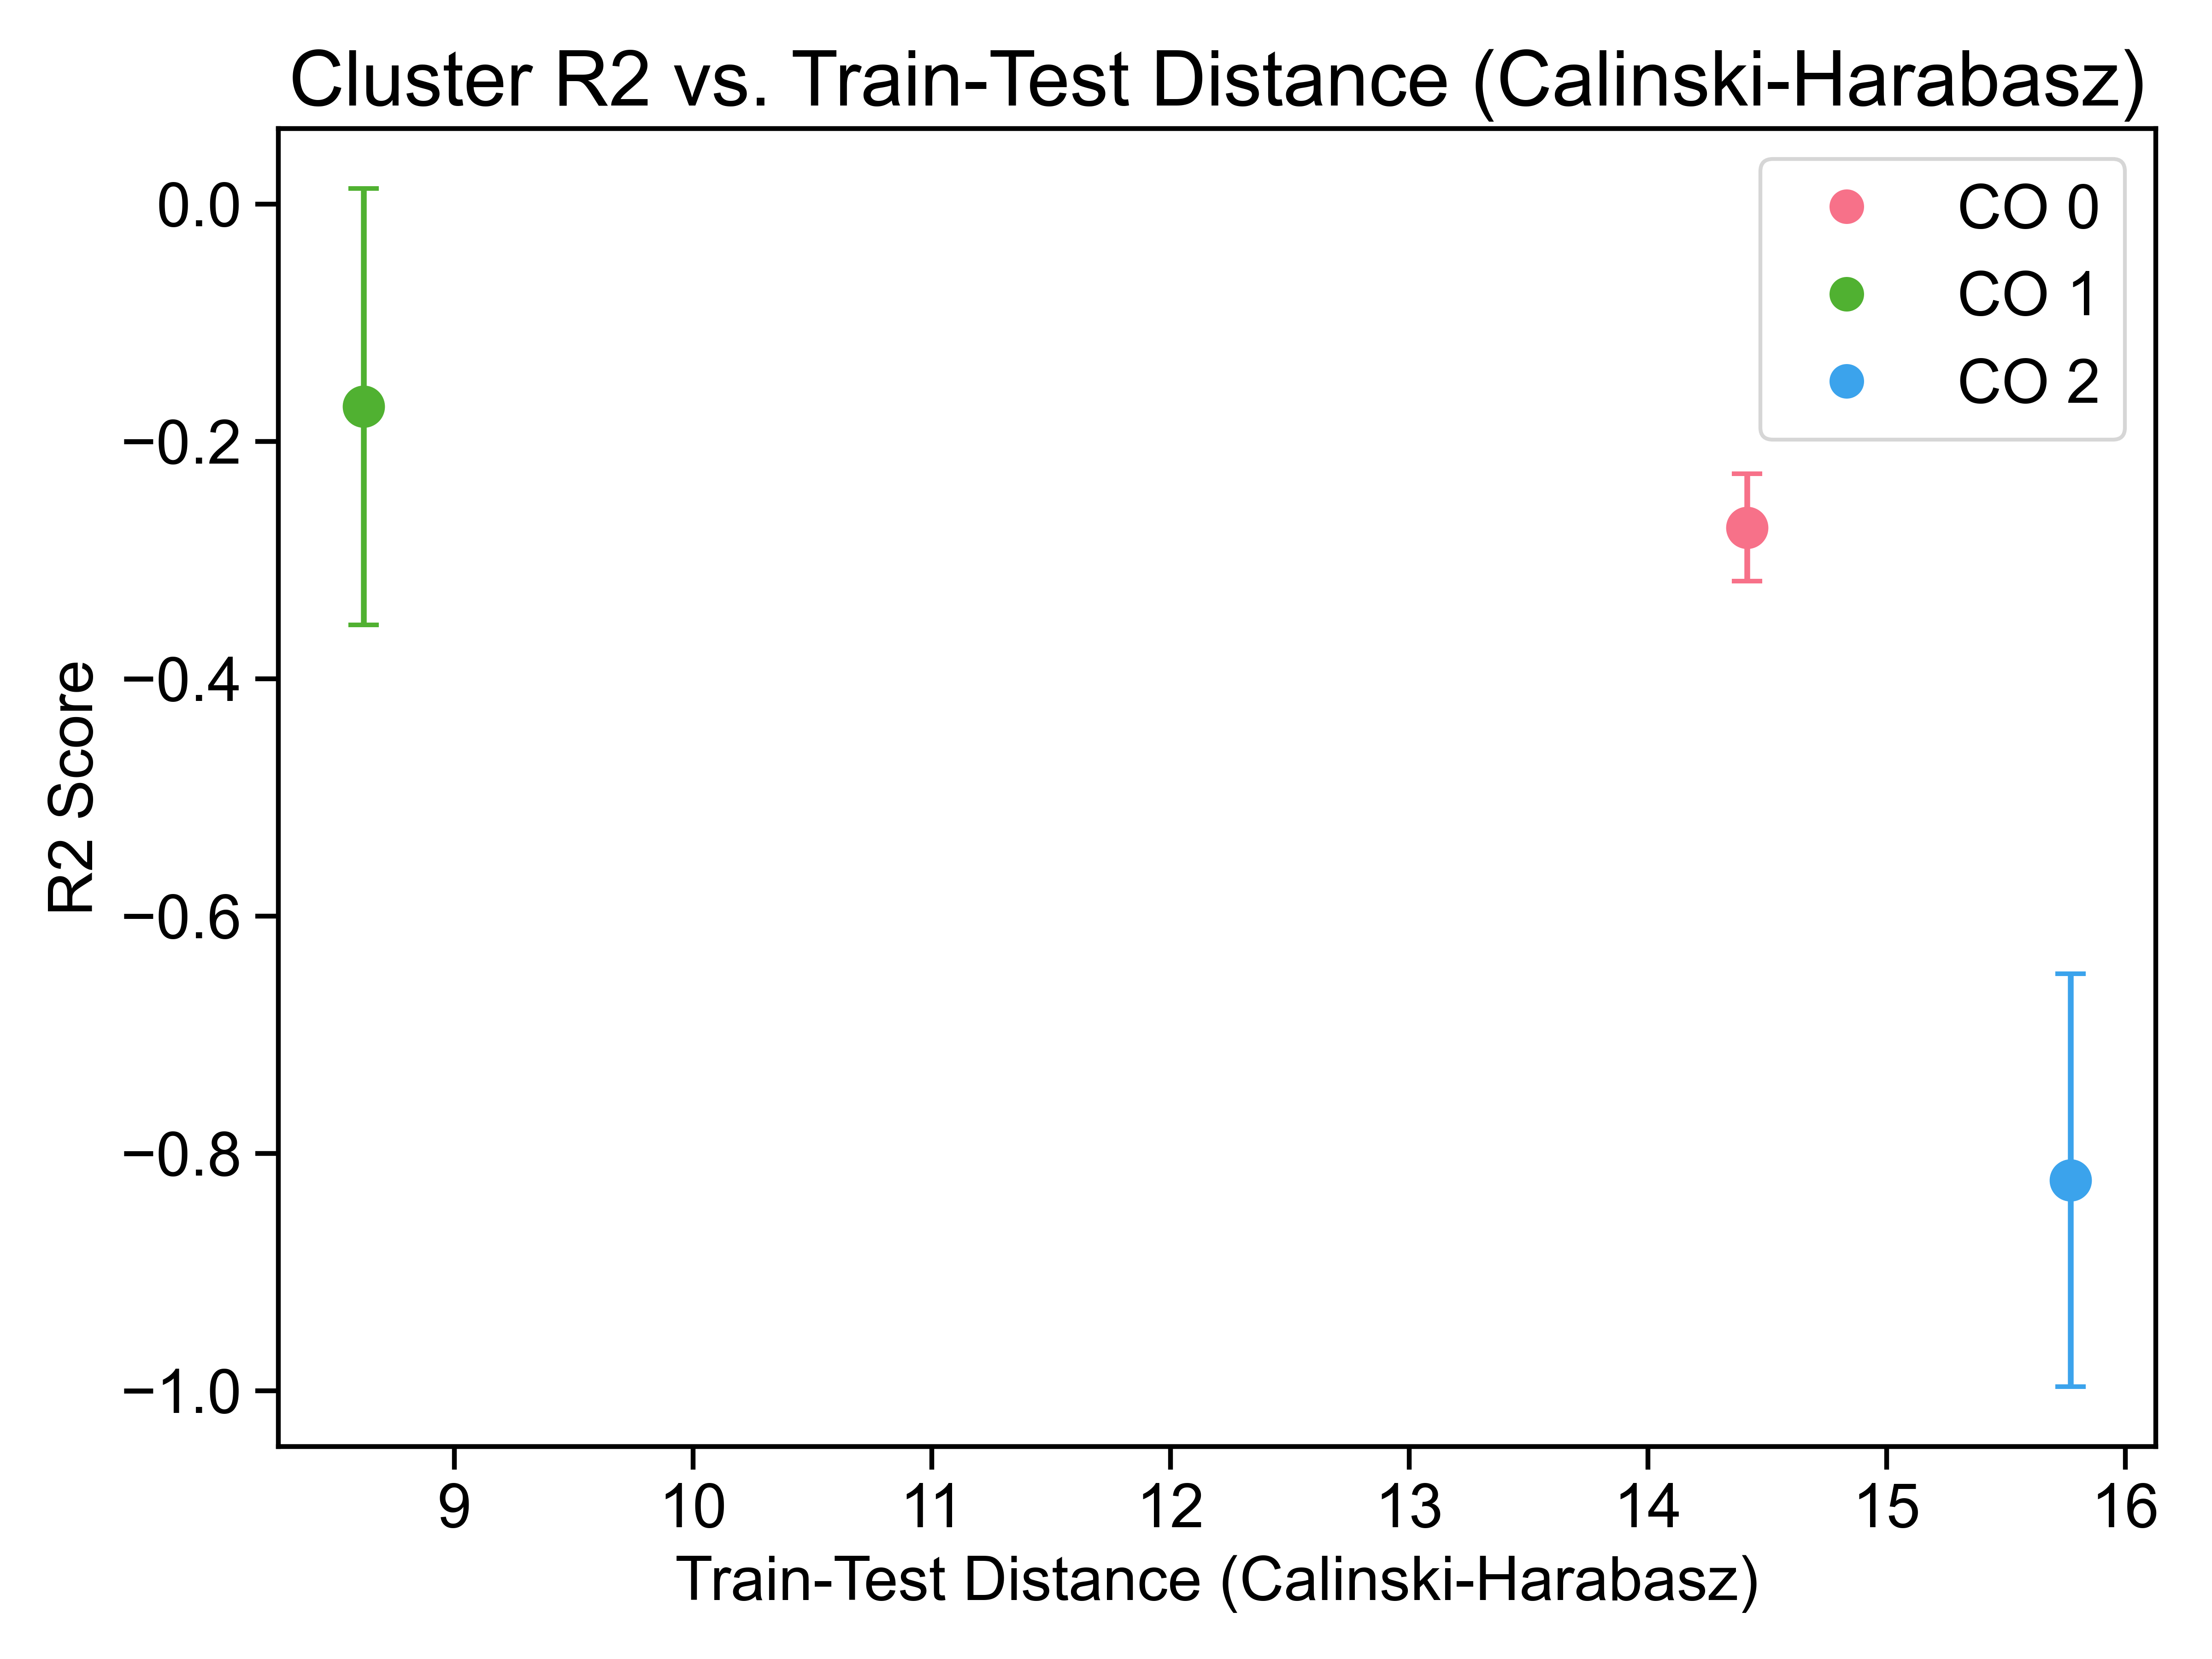 Cluster R2 vs. Train-Test Distance (Calinski-Harabasz)
CO 0
CO 1
CO 2
R2 Score
0.0
−0.2
−0.4
−0.6
−0.8
−1.0
9 10 11 12 13 14 15 16
Train-Test Distance (Calinski-Harabasz)